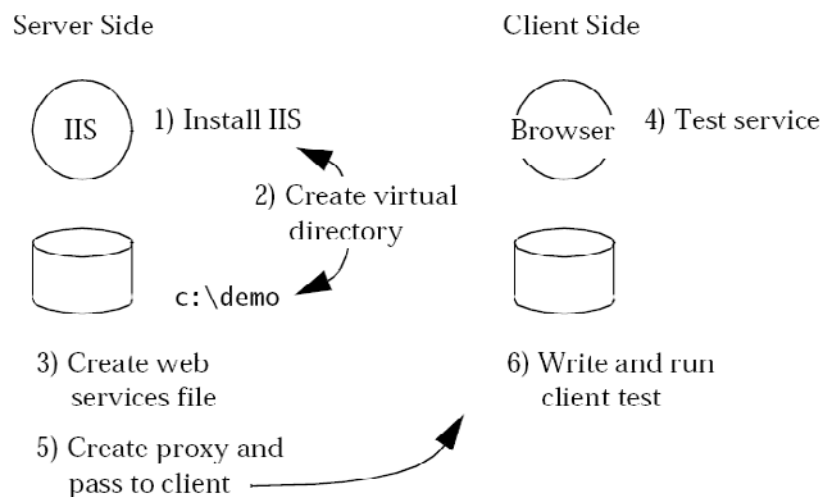 Server Side
Client Side
IIS
1) Install IIS
Browser
4) Test service
2) Create virtual
directory
c:\demo
3) Create web
services file
6) Write and run
client test
5) Create proxy and
pass to client